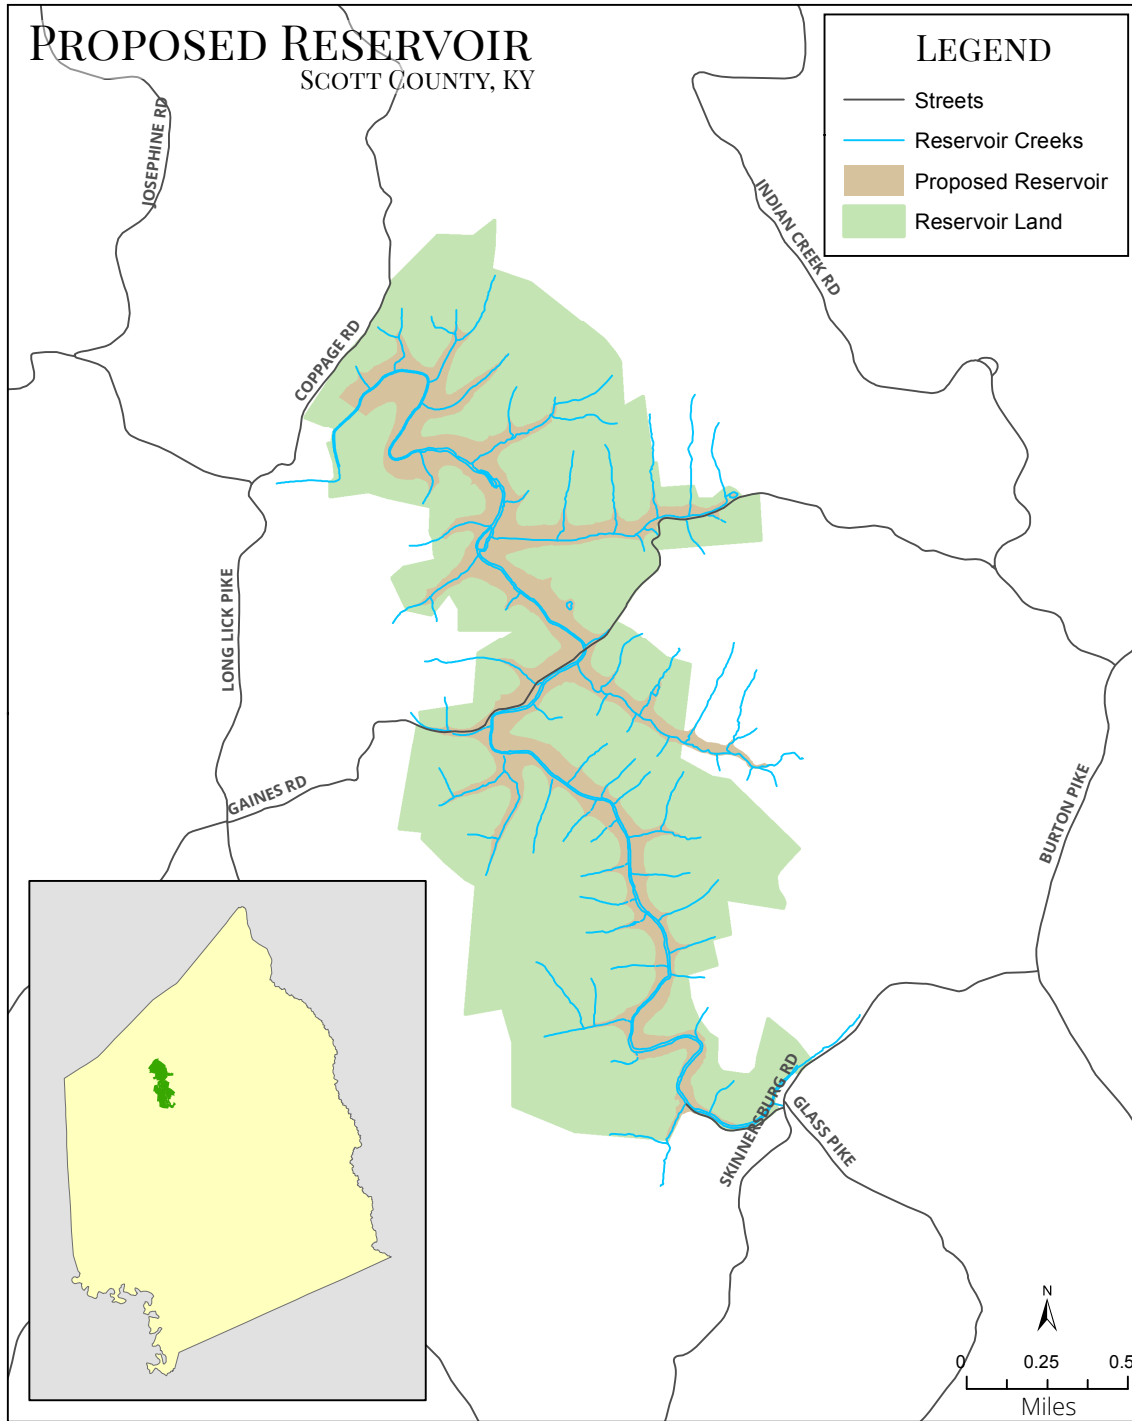 PROPOSED RESERVOIR
SCOTT COUNTY, KY
LEGEND
Streets
Reservoir Creeks
Proposed Reservoir
Reservoir Land
JOSEPHINE RD
INDIAN CREEK RD
COPPAGE RD
LONG LICK PIKE
GAINES RD
BURTON PIKE
SKINNERSBURG RD
GLASS PIKE
N
0 0.25 0.5
Miles